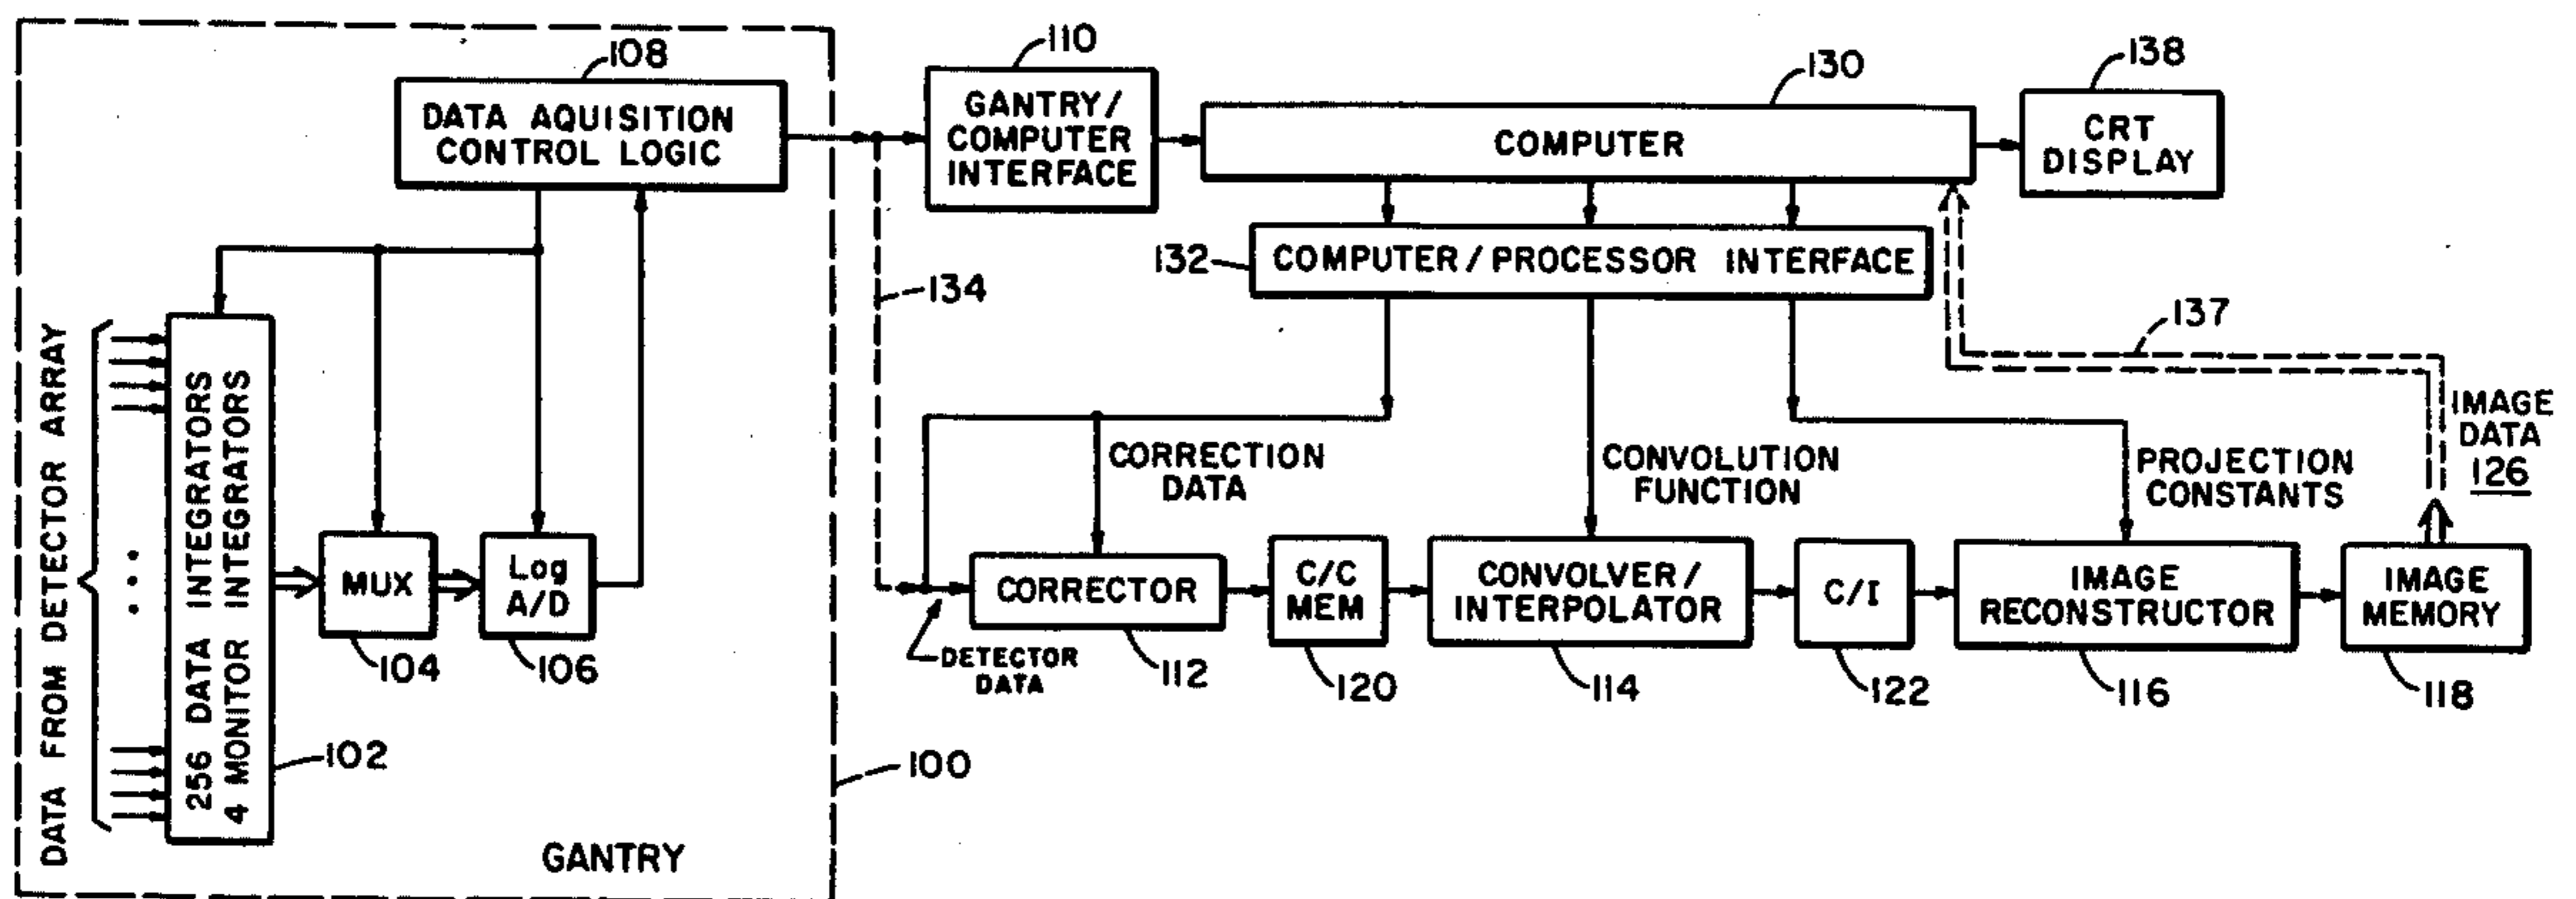 108
DATA AQUISITION
CONTROL LOGIC
110
GANTRY/
COMPUTER
INTERFACE
130
COMPUTER
138
CRT
DISPLAY
132
COMPUTER/PROCESSOR INTERFACE
134
137
DATA FROM DETECTOR ARRAY
256 DATA INTEGRATORS
4 MONITOR INTEGRATORS
102
MUX
104
Log
A/D
106
GANTRY
100
CORRECTION
DATA
CONVOLUTION
FUNCTION
PROJECTION
CONSTANTS
IMAGE
DATA
126
DETECTOR
DATA
CORRECTOR
112
C/C
MEM
120
CONVOLVER/
INTERPOLATOR
114
C/I
122
IMAGE
RECONSTRUCTOR
116
IMAGE
MEMORY
118